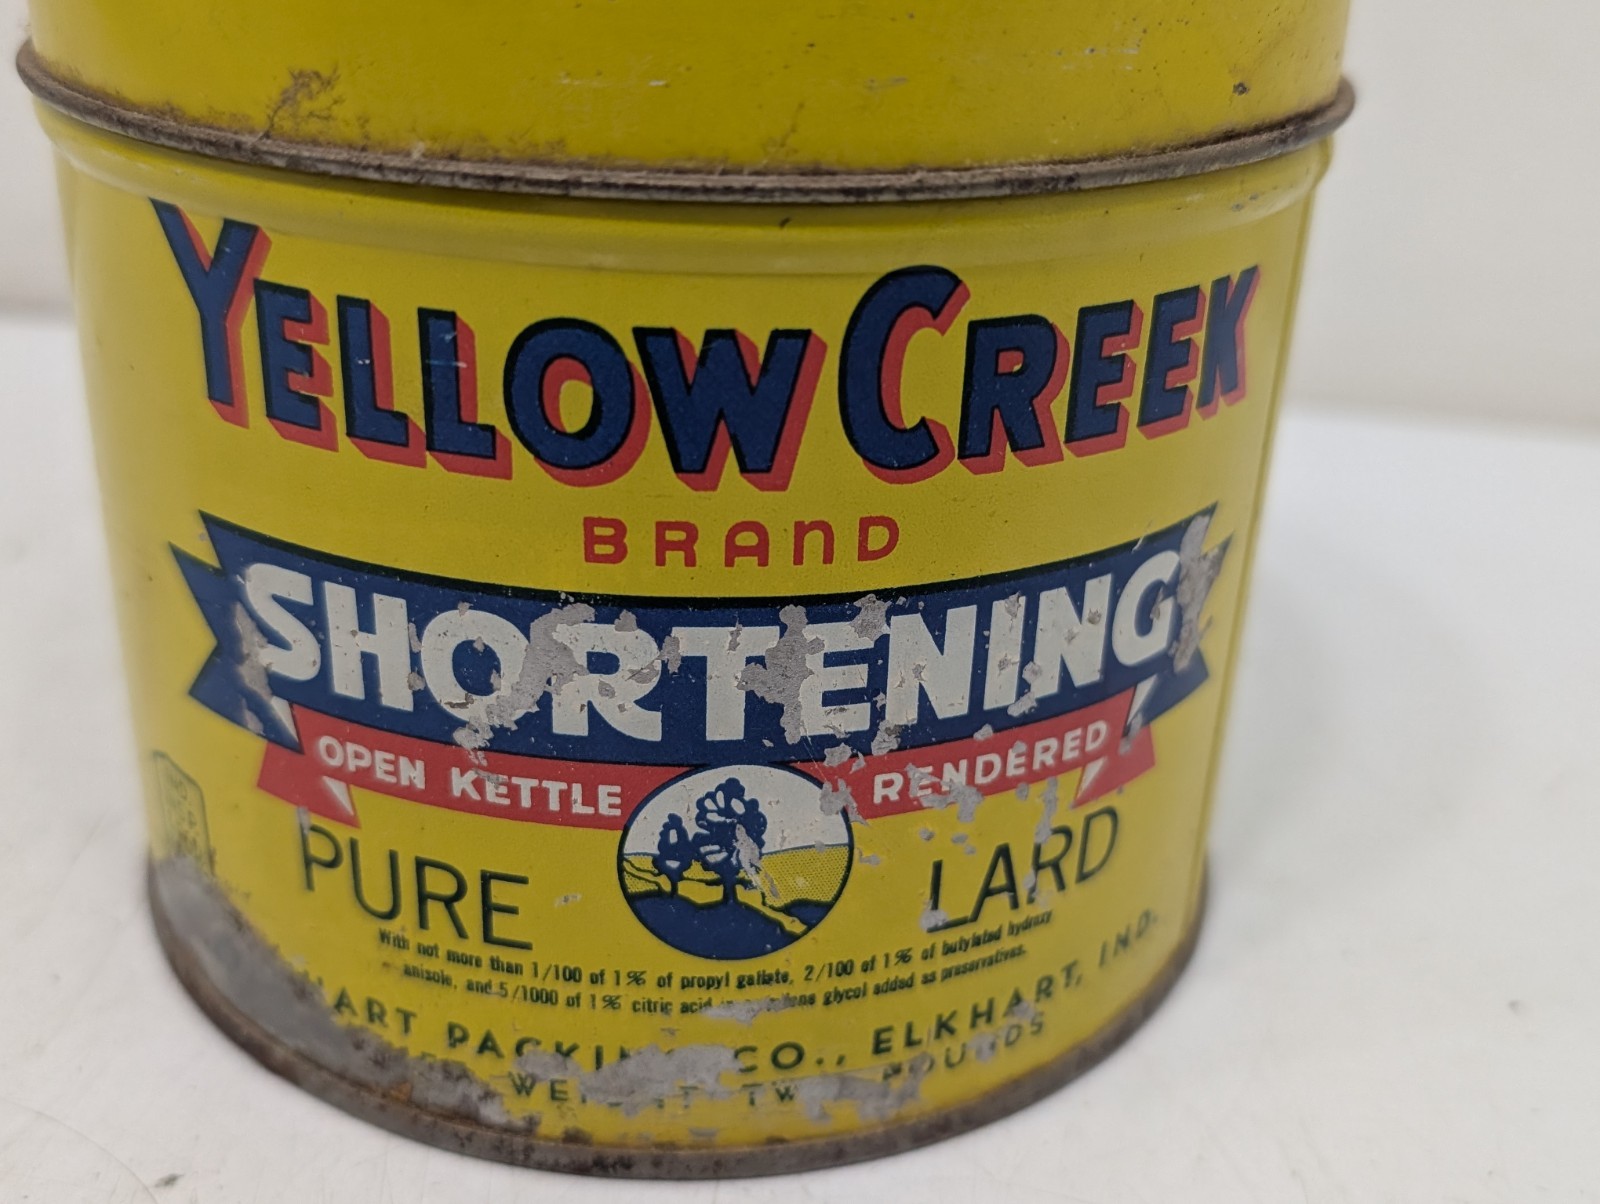 YELLOW CREEK
BRAND
SHORTENING
OPEN KETTLE RENDERED
PURE LARD
With not more than 1/100 of 1% of propyl gallate, 2/100 of 1% of butylated hydroxy
anisole, and 5/1000 of 1% citric acid glycol added as preservatives.
ART PACKING CO., ELKHART, IND.
WEIGHT TWO POUNDS